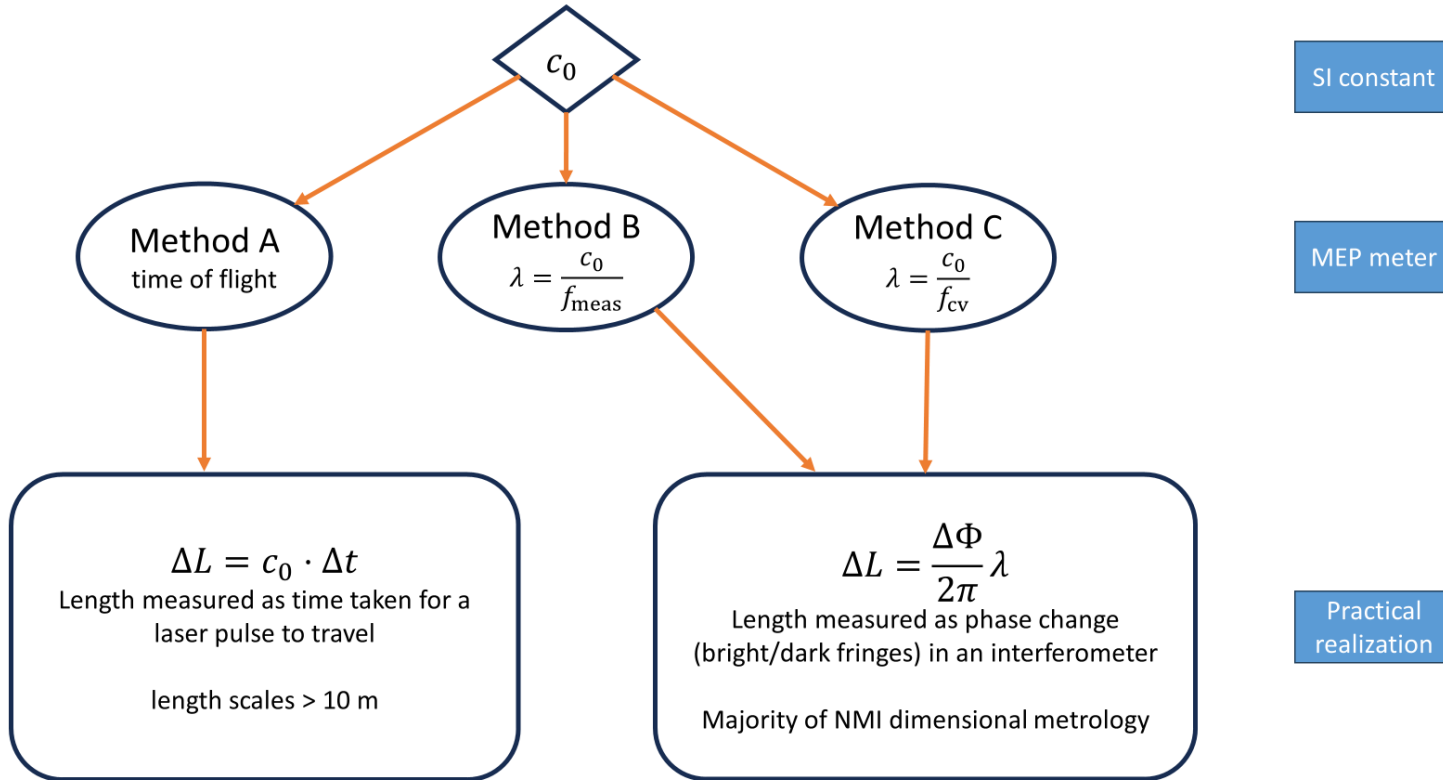 c₀
SI constant
Method A
time of flight
Method B
λ = c₀ / f_meas
Method C
λ = c₀ / f_cv
MEP meter
ΔL = c₀ · Δt
Length measured as time taken for a
laser pulse to travel
length scales > 10 m
ΔL = ΔΦ / 2π λ
Length measured as phase change
(bright/dark fringes) in an interferometer
Majority of NMI dimensional metrology
Practical
realization